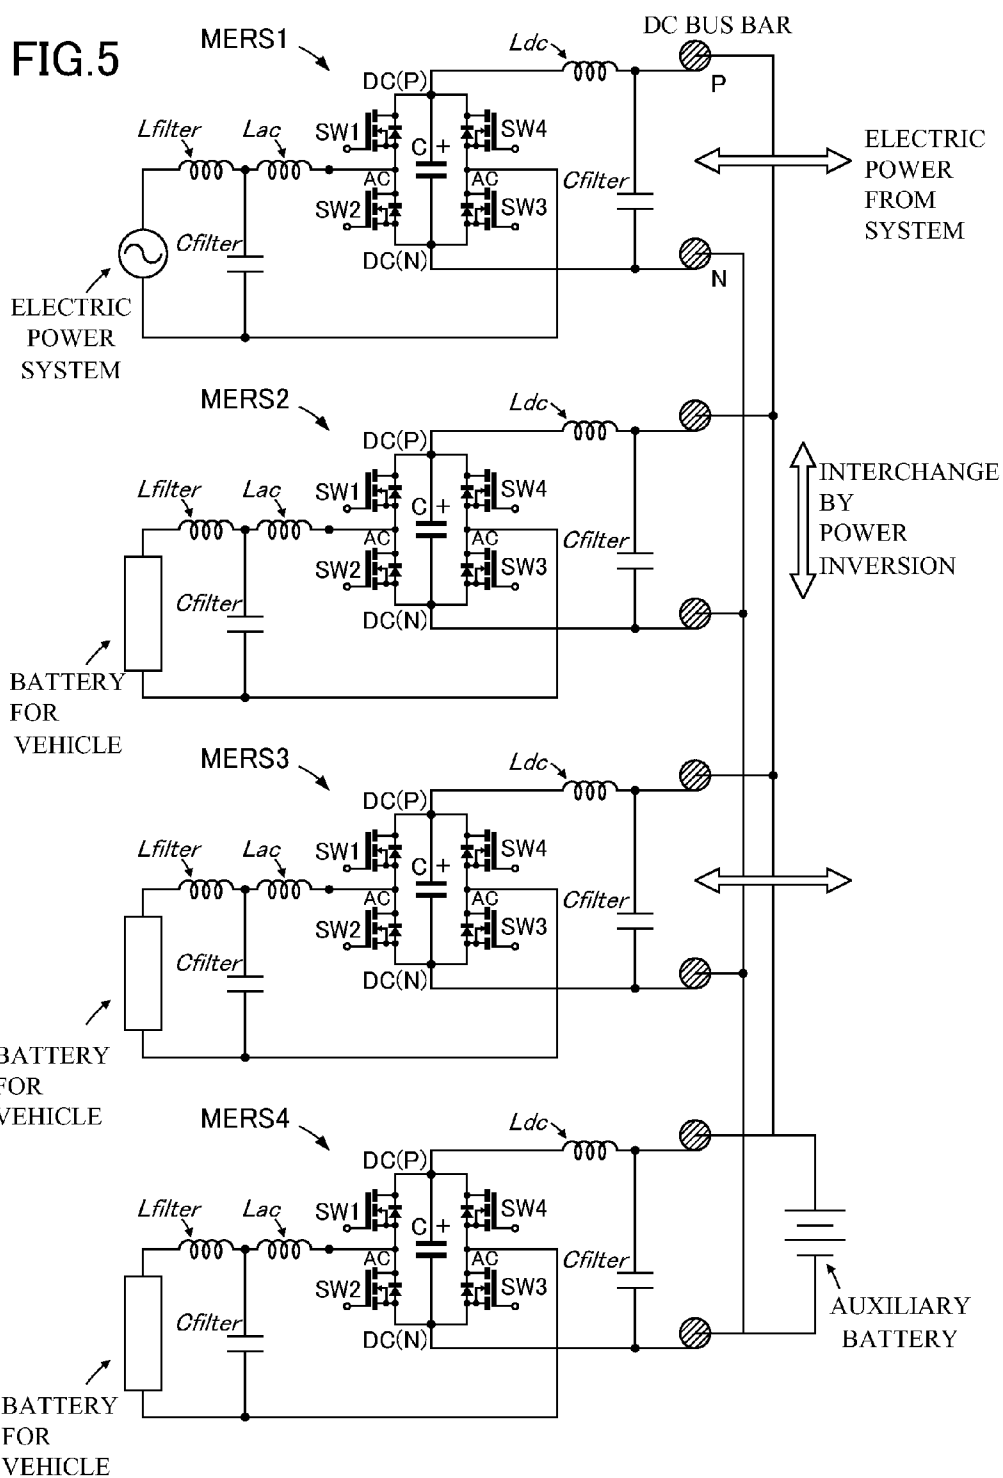 FIG.5
MERS1
Ldc
DC BUS BAR
DC(P)
P
Lfilter
Lac
SW1
C +
SW4
AC
AC
SW2
SW3
Cfilter
ELECTRIC
POWER
FROM
SYSTEM
Cfilter
DC(N)
N
ELECTRIC
POWER
SYSTEM
MERS2
Ldc
DC(P)
Lfilter
Lac
SW1
C +
SW4
AC
AC
SW2
SW3
Cfilter
INTERCHANGE
BY
POWER
INVERSION
Cfilter
DC(N)
BATTERY
FOR
VEHICLE
MERS3
Ldc
DC(P)
Lfilter
Lac
SW1
C +
SW4
AC
AC
SW2
SW3
Cfilter
Cfilter
DC(N)
BATTERY
FOR
VEHICLE
MERS4
Ldc
DC(P)
Lfilter
Lac
SW1
C +
SW4
AC
AC
SW2
SW3
Cfilter
Cfilter
DC(N)
AUXILIARY
BATTERY
BATTERY
FOR
VEHICLE